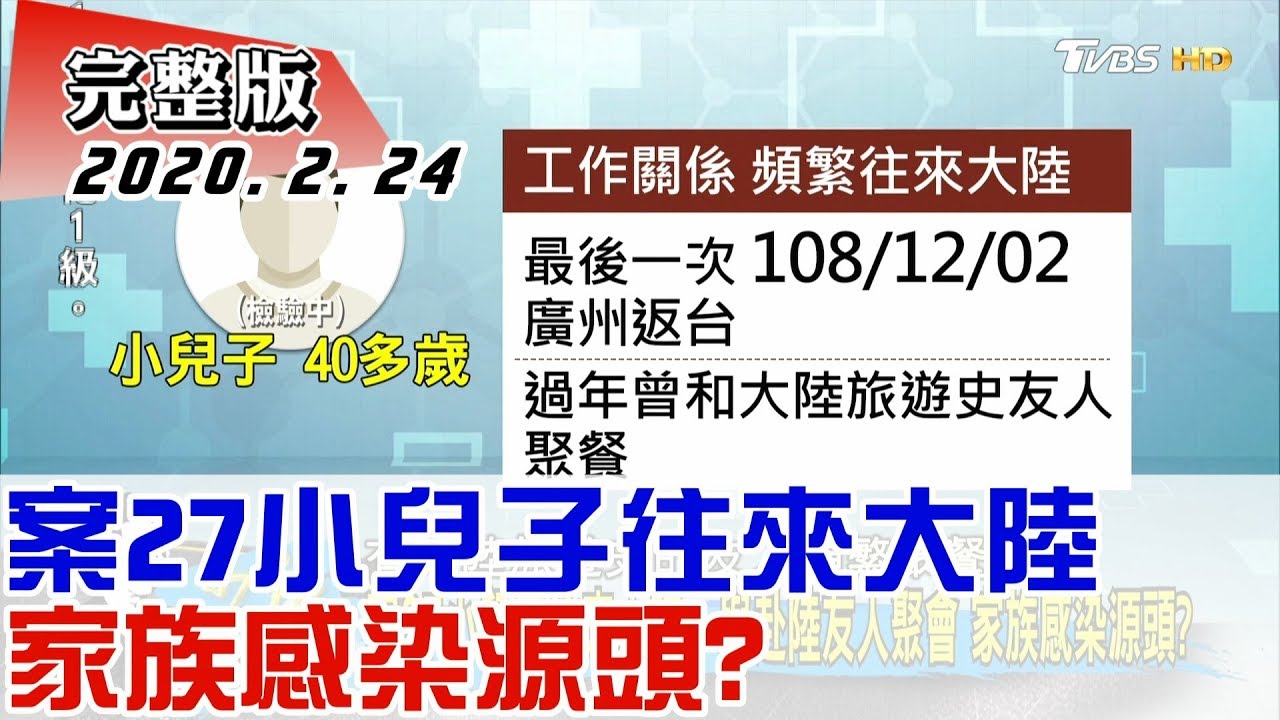 完整版
TVBS HD
2020.2.24
1級。
(檢驗中)
小兒子 40多歲
工作關係 頻繁往來大陸
最後一次 108/12/02
廣州返台
過年曾和大陸旅遊史友人
聚餐
案27小兒子往來大陸
赴陸友人聚會 家族感染源頭?
家族感染源頭?